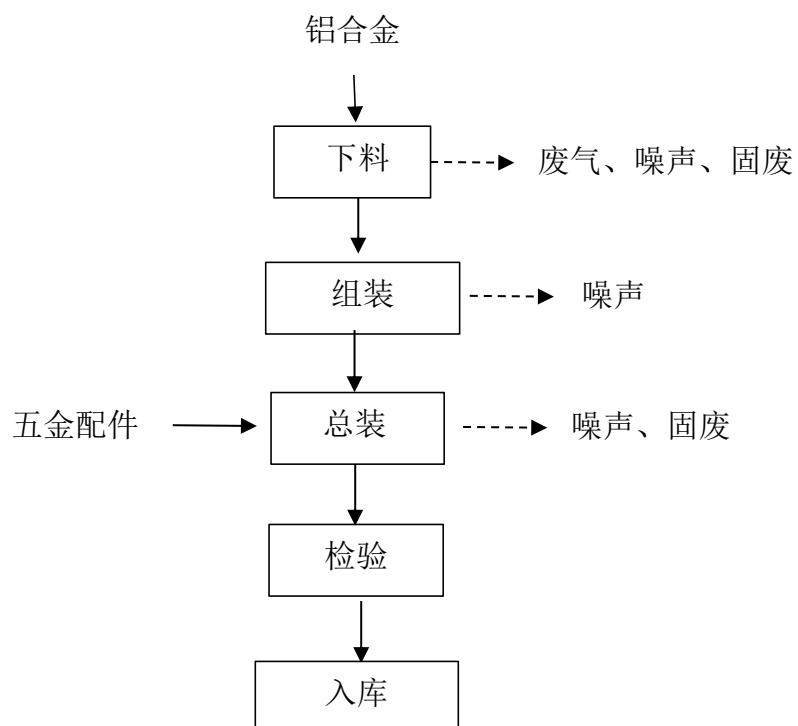 铝合金
下料
废气、噪声、固废
组装
噪声
五金配件
总装
噪声、固废
检验
入库